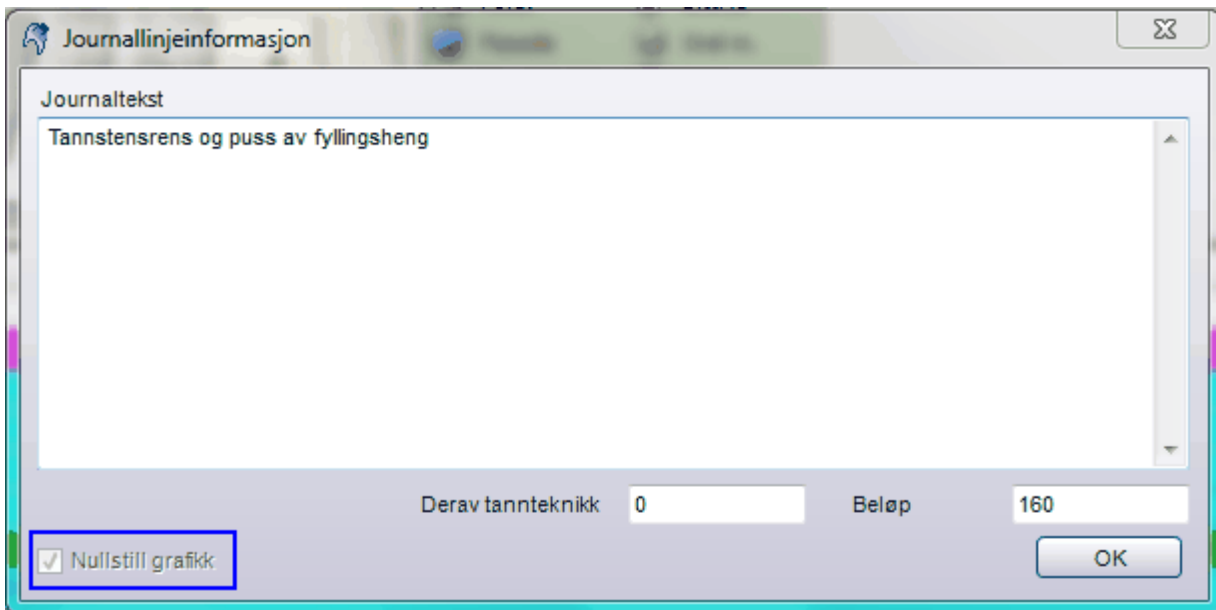 Journallinjeinformasjon
Journaltekst
Tannstensrens og puss av fyllingsheng
Derav tannteknikk 0 Beløp 160
Nullstill grafikk OK